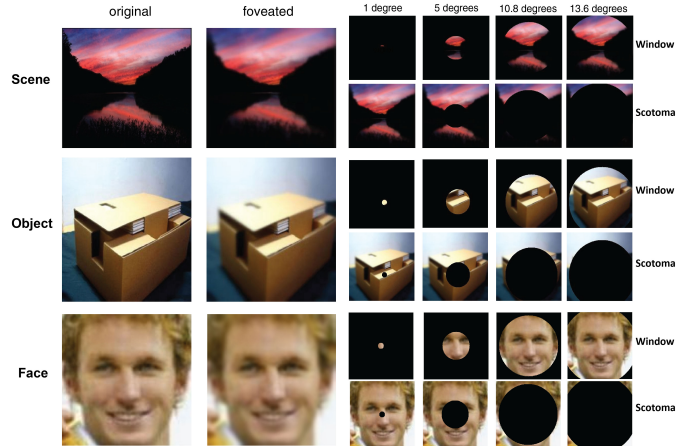 original foveated 1 degree 5 degrees 10.8 degrees 13.6 degrees
Window
Scene
Scotoma
Window
Object
Scotoma
Window
Face
Scotoma